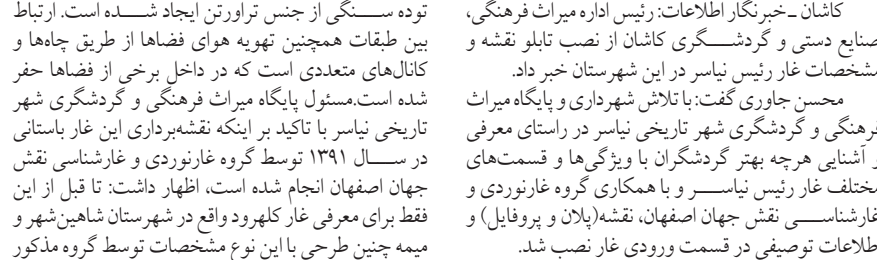 کاشان ـ خبرنگار اطلاعات: رئیس اداره میراث فرهنگی،
صنایع دستی و گردشگری کاشان از نصب تابلو نقشه و
مشخصات غار رئیس نیاسر در این شهرستان خبر داد.
محسن جاوری گفت: با تلاش شهرداری و پایگاه میراث
فرهنگی و گردشگری شهر تاریخی نیاسر در راستای معرفی
و آشنایی هرچه بهتر گردشگران با ویژگی‌ها و قسمت‌های
مختلف غار رئیس نیاسر و با همکاری گروه غارنوردی و
غارشناسی نقش جهان اصفهان، نقشه(پلان و پروفایل) و
اطلاعات توصیفی در قسمت ورودی غار نصب شد.
توده سنگی از جنس تراورتن ایجاد شده است. ارتباط
بین طبقات همچنین تهویه هوای فضاها از طریق چاه‌ها و
کانال‌های متعددی است که در داخل برخی از فضاها حفر
شده است.مسئول پایگاه میراث فرهنگی و گردشگری شهر
تاریخی نیاسر با تاکید بر اینکه نقشه‌برداری این غار باستانی
در سال ۱۳۹۱ توسط گروه غارنوردی و غارشناسی نقش
جهان اصفهان انجام شده است، اظهار داشت: تا قبل از این
فقط برای معرفی غار کلهرود واقع در شهرستان شاهین‌شهر و
میمه چنین طرحی با این نوع مشخصات توسط گروه مذکور